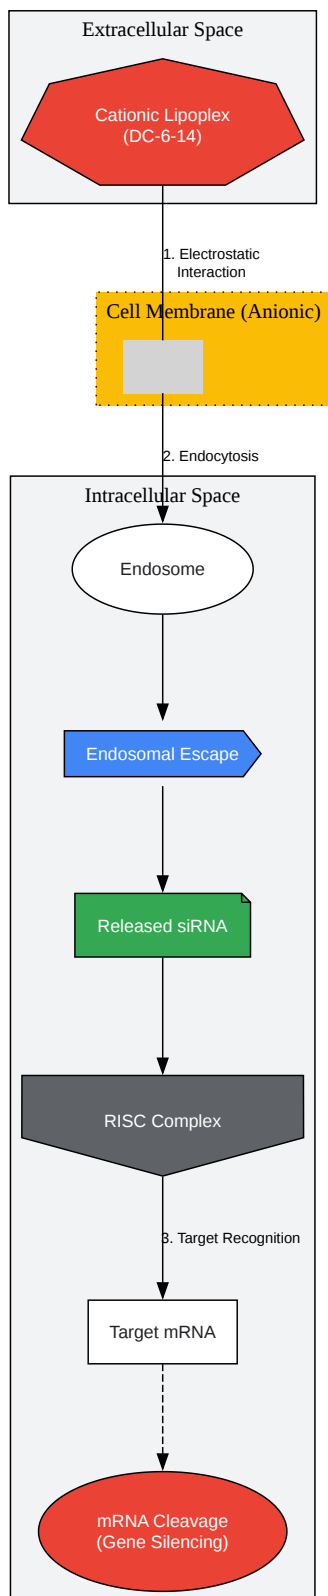 Extracellular Space
Cationic Lipoplex
(DC-6-14)
1. Electrostatic
Interaction
Cell Membrane (Anionic)
2. Endocytosis
Intracellular Space
Endosome
Endosomal Escape
Released siRNA
RISC Complex
3. Target Recognition
Target mRNA
mRNA Cleavage
(Gene Silencing)